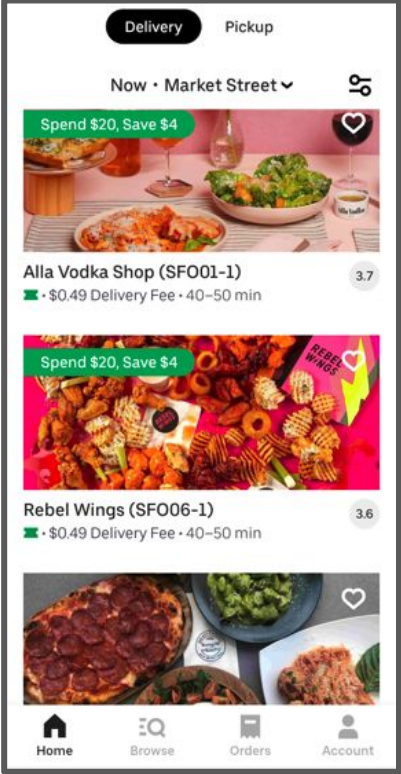 Delivery Pickup
Now • Market Street
Spend $20, Save $4
Alla Vodka
Alla Vodka Shop (SFO01-1)
3.7
• $0.49 Delivery Fee • 40–50 min
Spend $20, Save $4
REBEL
WINGS
Rebel Wings (SFO06-1)
3.6
• $0.49 Delivery Fee • 40–50 min
Home Browse Orders Account